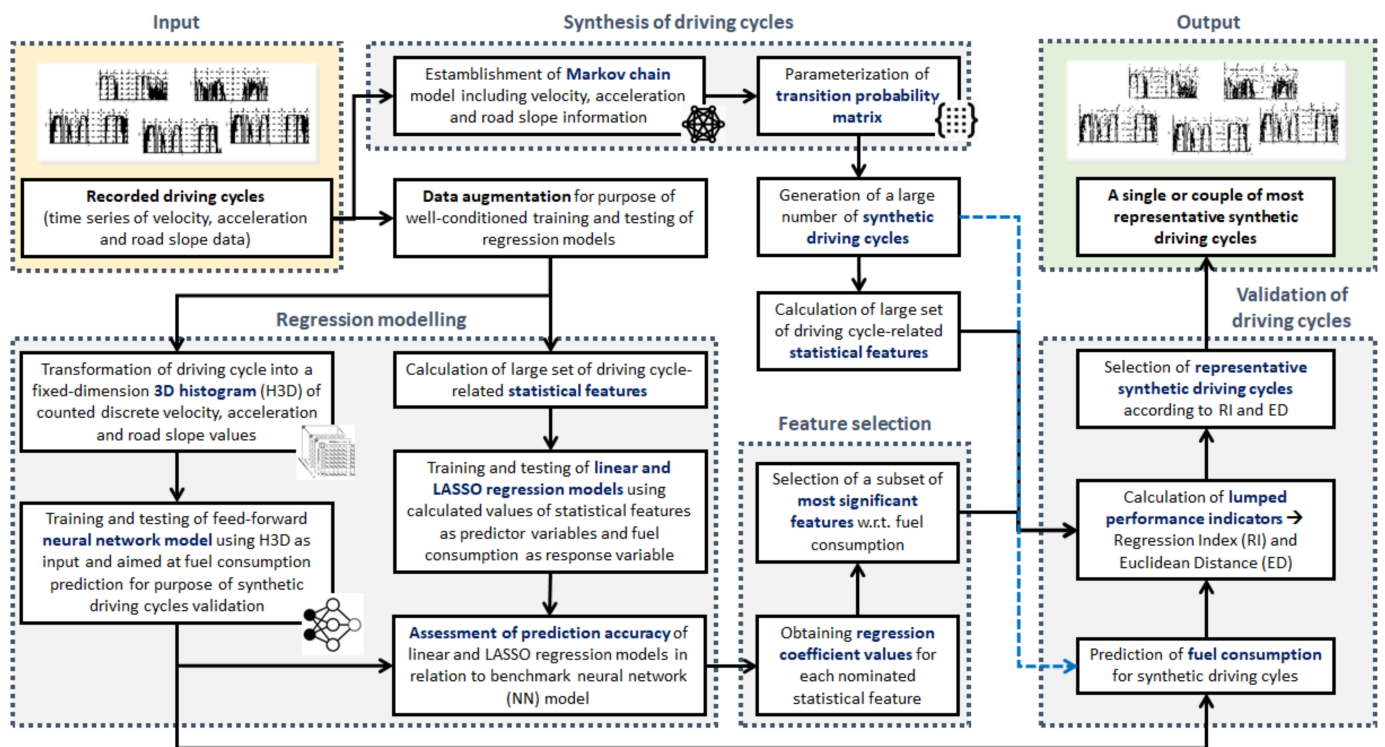 Input
Recorded driving cycles
(time series of velocity, acceleration
and road slope data)
Synthesis of driving cycles
Estamblishment of Markov chain
model including velocity, acceleration
and road slope information
Parameterization of
transition probability
matrix
Data augmentation for purpose of
well-conditioned training and testing of
regression models
Generation of a large
number of synthetic
driving cycles
Calculation of large set
of driving cycle-related
statistical features
Output
A single or couple of most
representative synthetic
driving cycles
Regression modelling
Transformation of driving cycle into a
fixed-dimension 3D histogram (H3D) of
counted discrete velocity, acceleration
and road slope values
Training and testing of feed-forward
neural network model using H3D as
input and aimed at fuel consumption
prediction for purpose of synthetic
driving cycles validation
Calculation of large set of driving cycle-
related statistical features
Training and testing of linear and
LASSO regression models using
calculated values of statistical features
as predictor variables and fuel
consumption as response variable
Assessment of prediction accuracy of
linear and LASSO regression models in
relation to benchmark neural network
(NN) model
Feature selection
Selection of a subset of
most significant
features w.r.t. fuel
consumption
Obtaining regression
coefficient values for
each nominated
statistical feature
Validation of
driving cycles
Selection of representative
synthetic driving cycles
according to RI and ED
Calculation of lumped
performance indicators →
Regression Index (RI) and
Euclidean Distance (ED)
Prediction of fuel consumption
for synthetic driving cyles